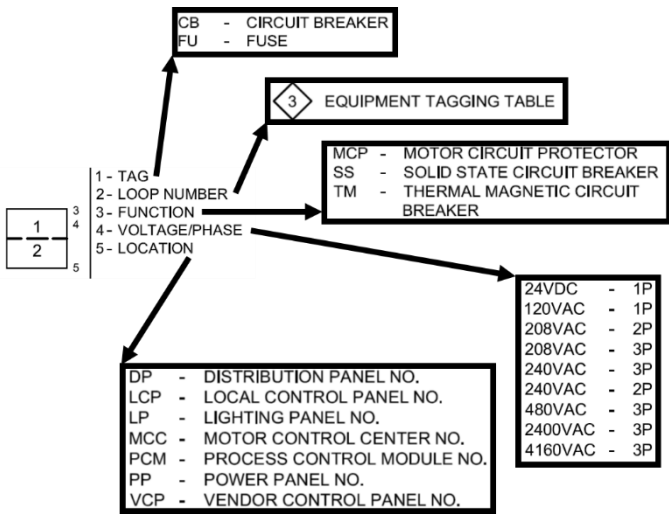 CB - CIRCUIT BREAKER
FU - FUSE
3 EQUIPMENT TAGGING TABLE
MCP - MOTOR CIRCUIT PROTECTOR
SS - SOLID STATE CIRCUIT BREAKER
TM - THERMAL MAGNETIC CIRCUIT
BREAKER
1 - TAG
2 - LOOP NUMBER
3 - FUNCTION
4 - VOLTAGE/PHASE
5 - LOCATION
1
2
3
4
5
24VDC - 1P
120VAC - 1P
208VAC - 2P
208VAC - 3P
240VAC - 3P
240VAC - 2P
480VAC - 3P
2400VAC - 3P
4160VAC - 3P
DP - DISTRIBUTION PANEL NO.
LCP - LOCAL CONTROL PANEL NO.
LP - LIGHTING PANEL NO.
MCC - MOTOR CONTROL CENTER NO.
PCM - PROCESS CONTROL MODULE NO.
PP - POWER PANEL NO.
VCP - VENDOR CONTROL PANEL NO.